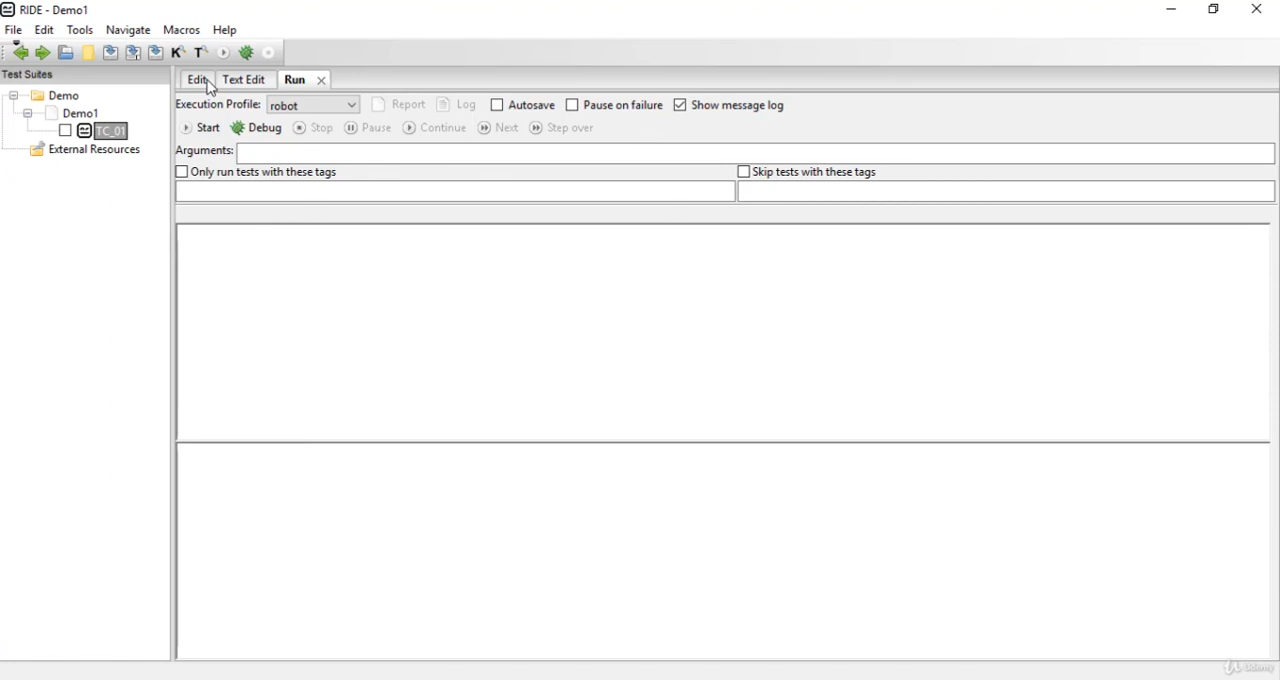 RIDE - Demo1
File Edit Tools Navigate Macros Help
K T
Test Suites
Edit Text Edit Run
Demo
Demo1
TC_01
External Resources
Execution Profile: robot Report Log Autosave Pause on failure Show message log
Start Debug Stop Pause Continue Next Step over
Arguments:
Only run tests with these tags Skip tests with these tags
Udemy